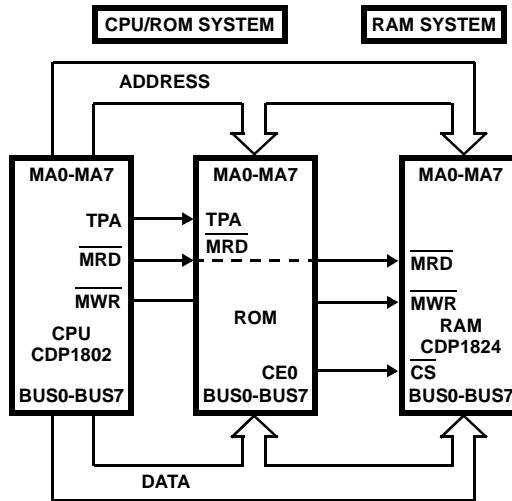 CPU/ROM SYSTEM
RAM SYSTEM
ADDRESS
MA0-MA7
MA0-MA7
MA0-MA7
TPA
TPA
MRD
MRD
MRD
MWR
MWR
CPU
CDP1802
ROM
RAM
CDP1824
CE0
CS
BUS0-BUS7
BUS0-BUS7
BUS0-BUS7
DATA